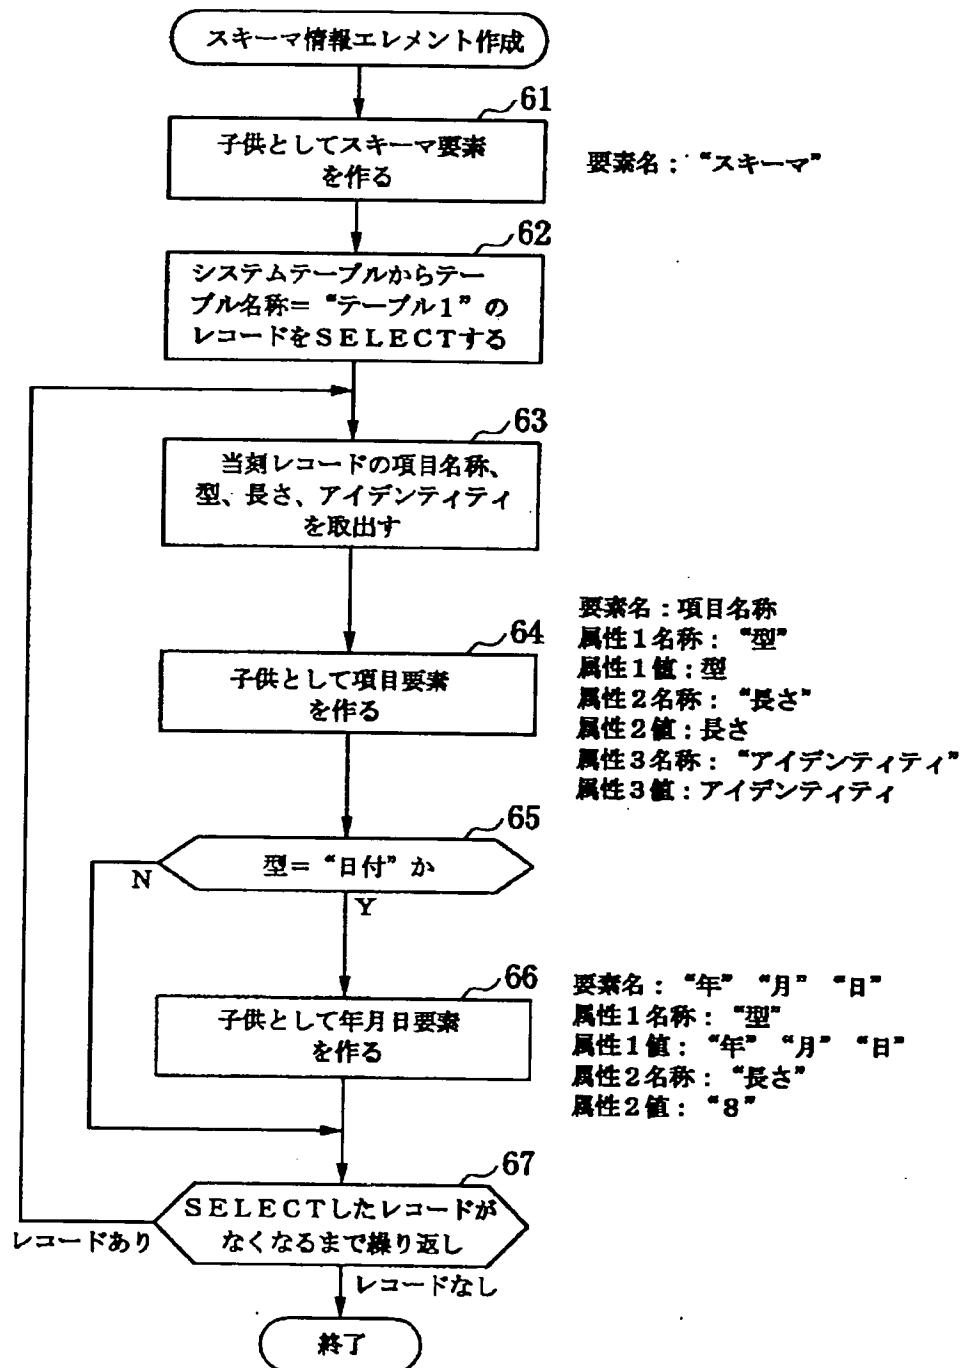 スキーマ情報エレメント作成
61
子供としてスキーマ要素
を作る
要素名：“スキーマ”
62
システムテーブルからテー
ブル名称＝“テーブル１”の
レコードをＳＥＬＥＣＴする
63
当刻レコードの項目名称、
型、長さ、アイデンティティ
を取出す
64
子供として項目要素
を作る
要素名：項目名称
属性１名称：“型”
属性１値：型
属性２名称：“長さ”
属性２値：長さ
属性３名称：“アイデンティティ”
属性３値：アイデンティティ
65
型＝“日付”か
N
Y
66
子供として年月日要素
を作る
要素名：“年”“月”“日”
属性１名称：“型”
属性１値：“年”“月”“日”
属性２名称：“長さ”
属性２値：“８”
67
ＳＥＬＥＣＴしたレコードが
なくなるまで繰り返し
レコードあり
レコードなし
終了